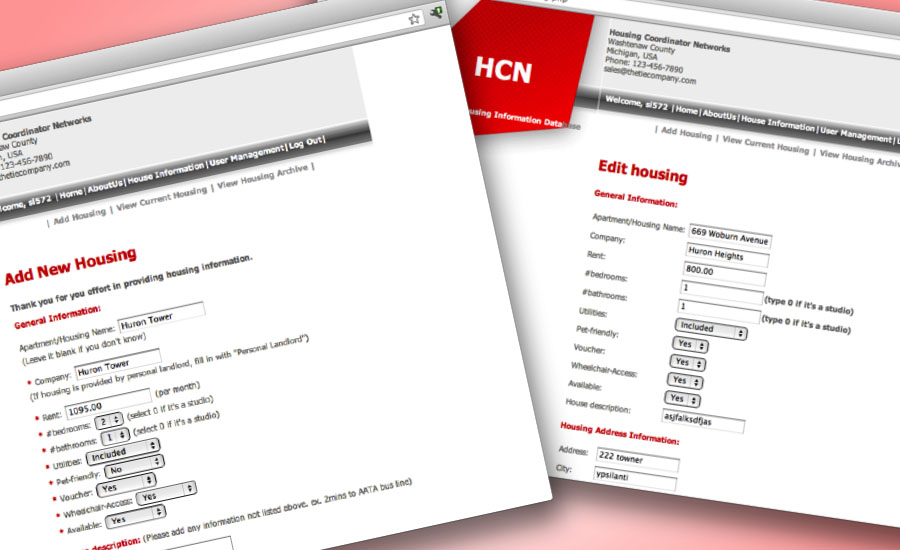 Coordinator Networks
County
, USA
123-456-7890
thetiecompany.com
come, sl572 | Home | AboutUs | House Information | User Management | Log Out |
| Add Housing | View Current Housing | View Housing Archive |
Add New Housing
Thank you for you effort in providing housing information.
General Information:
Apartment/Housing Name: Huron Tower
(Leave it blank if you don't know)
* Company: Huron Tower
(If housing is provided by personal landlord, fill in with "Personal Landlord")
* Rent: 1095.00 (per month)
* #bedrooms: 2 (select 0 if it's a studio)
* #bathrooms: 1 (select 0 if it's a studio)
* Utilities: Included
* Pet-friendly: No
* Voucher: Yes
* Wheelchair-Access: Yes
* Available: Yes
description: (Please add any information not listed above. ex. 2mins to AATA bus line)
.php
HCN
using Information Database
Housing Coordinator Networks
Washtenaw County
Michigan, USA
Phone: 123-456-7890
sales@thetiecompany.com
Welcome, sl572 | Home | AboutUs | House Information | User Management | L
| Add Housing | View Current Housing | View Housing Archiv
Edit housing
General Information:
Apartment/Housing Name: 669 Woburn Avenue
Company: Huron Heights
Rent: 800.00
#bedrooms: 1 (type 0 if it's a studio)
#bathrooms: 1 (type 0 if it's a studio)
Utilities: Included
Pet-friendly: Yes
Voucher: Yes
Wheelchair-Access: Yes
Available: Yes
House description: asjfalksdfjas
Housing Address Information:
Address: 222 towner
City: ypsilanti